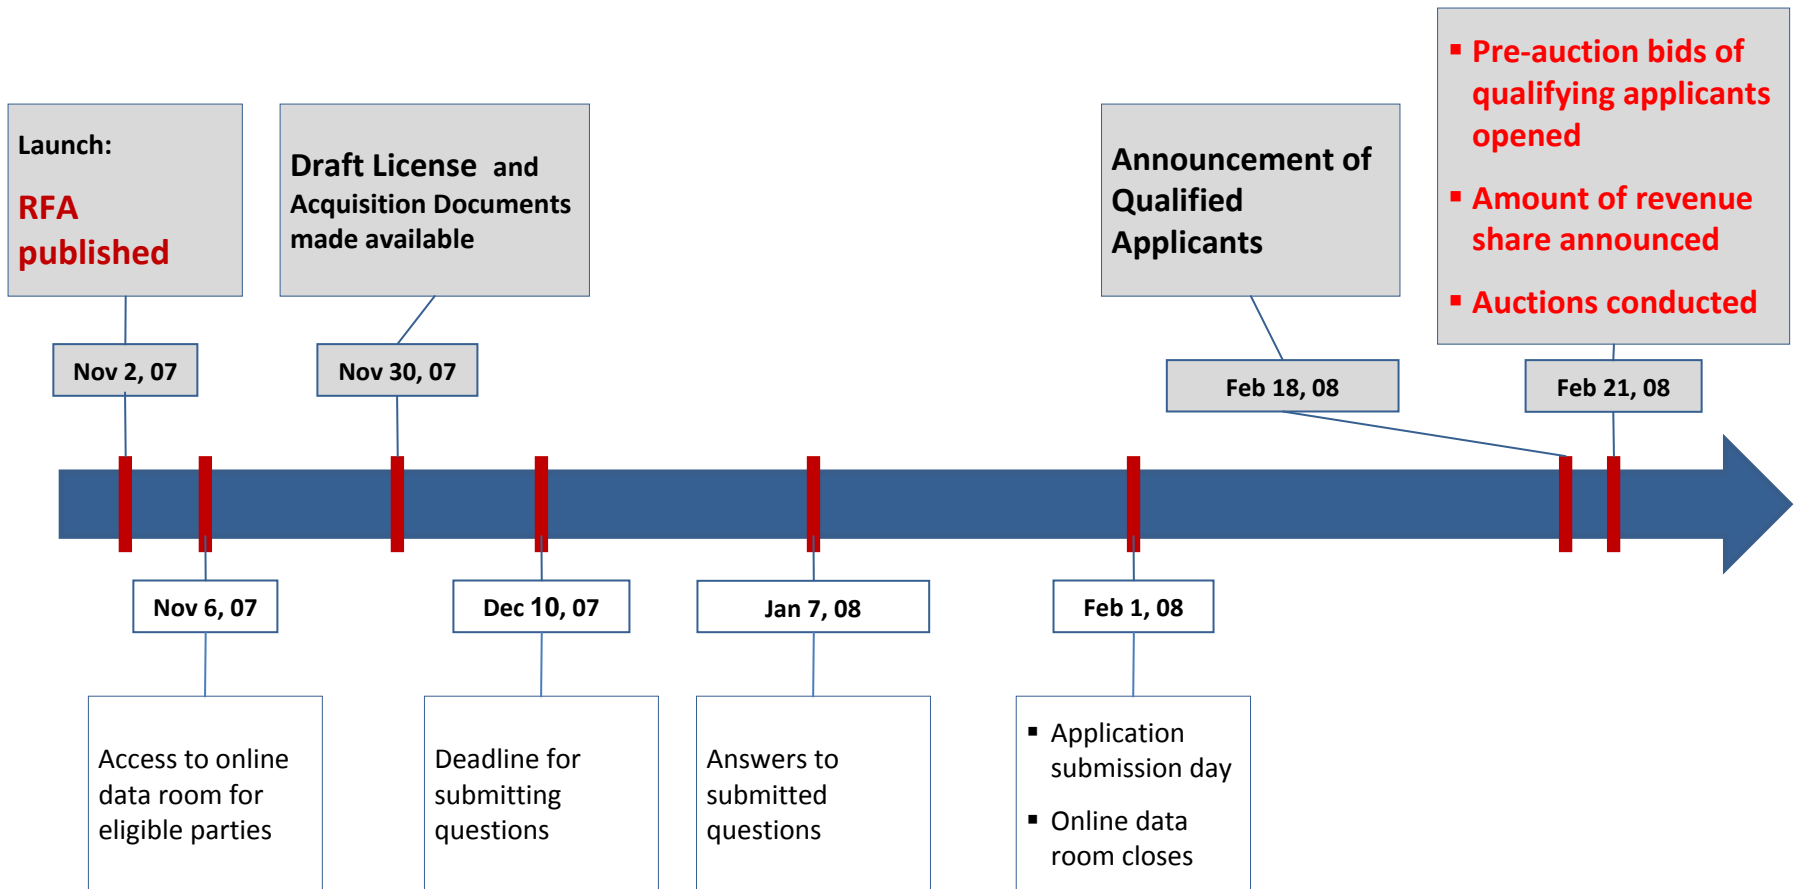 Launch:
RFA
published
Draft License and
Acquisition Documents
made available
Announcement of
Qualified
Applicants
▪ Pre-auction bids of
qualifying applicants
opened
▪ Amount of revenue
share announced
▪ Auctions conducted
Nov 2, 07
Nov 30, 07
Feb 18, 08
Feb 21, 08
Nov 6, 07
Dec 10, 07
Jan 7, 08
Feb 1, 08
Access to online
data room for
eligible parties
Deadline for
submitting
questions
Answers to
submitted
questions
▪ Application
submission day
▪ Online data
room closes